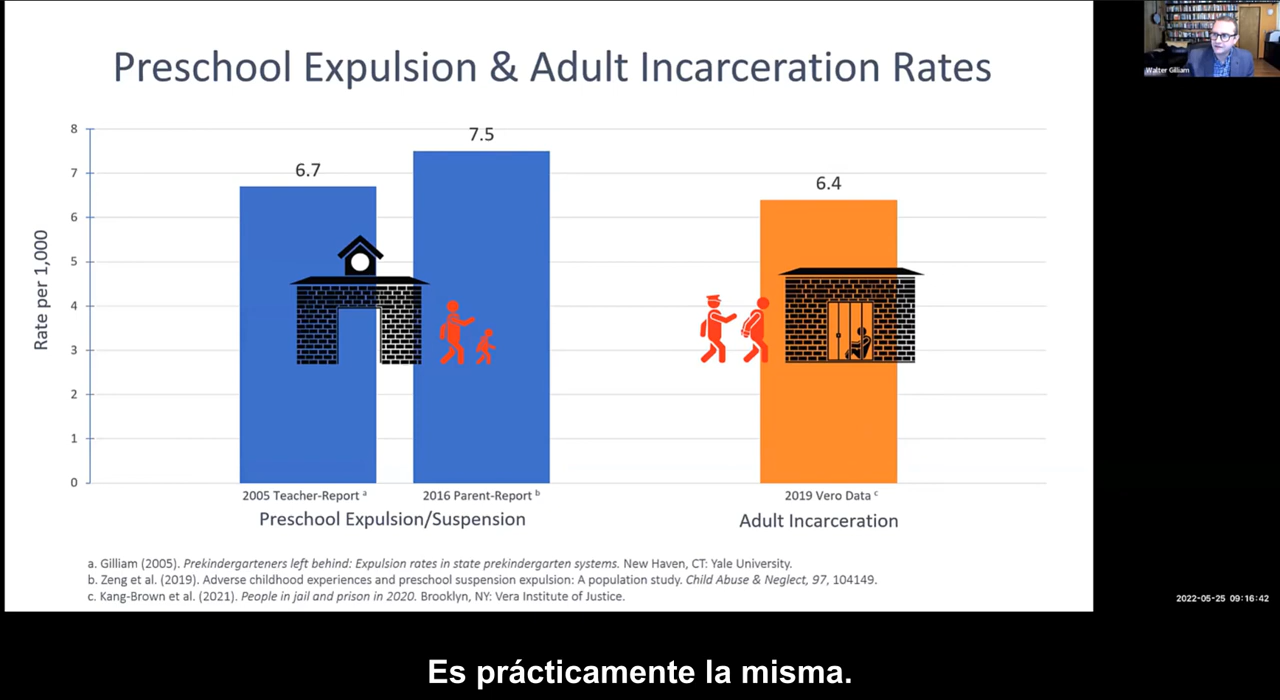 Preschool Expulsion & Adult Incarceration Rates
Walter Gilliam
Rate per 1,000
8
7
6
5
4
3
2
1
0
6.7
7.5
6.4
2005 Teacher-Report a
2016 Parent-Report b
2019 Vero Data c
Preschool Expulsion/Suspension
Adult Incarceration
a. Gilliam (2005). Prekindergarteners left behind: Expulsion rates in state prekindergarten systems. New Haven, CT: Yale University.
b. Zeng et al. (2019). Adverse childhood experiences and preschool suspension expulsion: A population study. Child Abuse & Neglect, 97, 104149.
c. Kang-Brown et al. (2021). People in jail and prison in 2020. Brooklyn, NY: Vera Institute of Justice.
2022-05-25 09:16:42
Es prácticamente la misma.